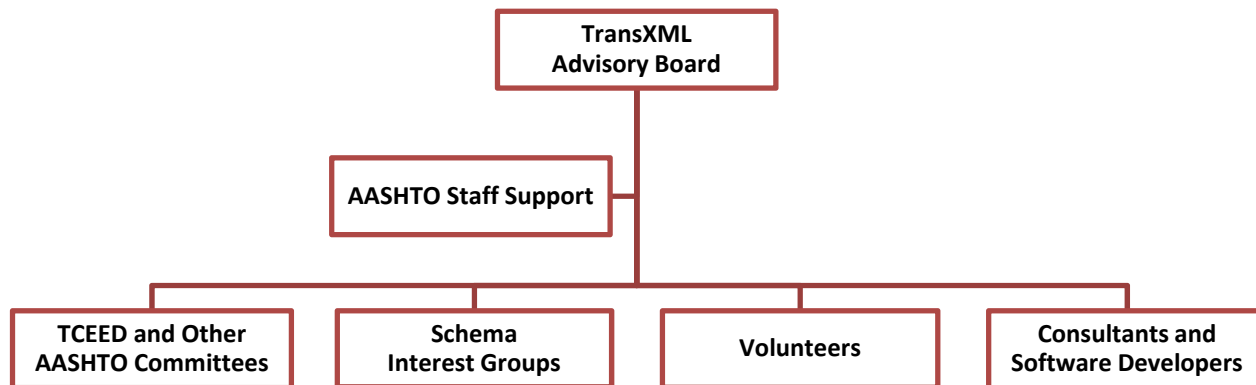 TransXML
Advisory Board
AASHTO Staff Support
TCEED and Other
AASHTO Committees
Schema
Interest Groups
Volunteers
Consultants and
Software Developers